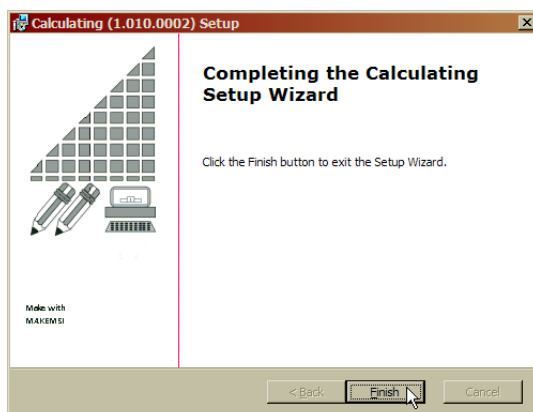 Calculating (1.010.0002) Setup
Completing the Calculating
Setup Wizard
Click the Finish button to exit the Setup Wizard.
Make with
MAKEMSI
< Back
Finish
Cancel